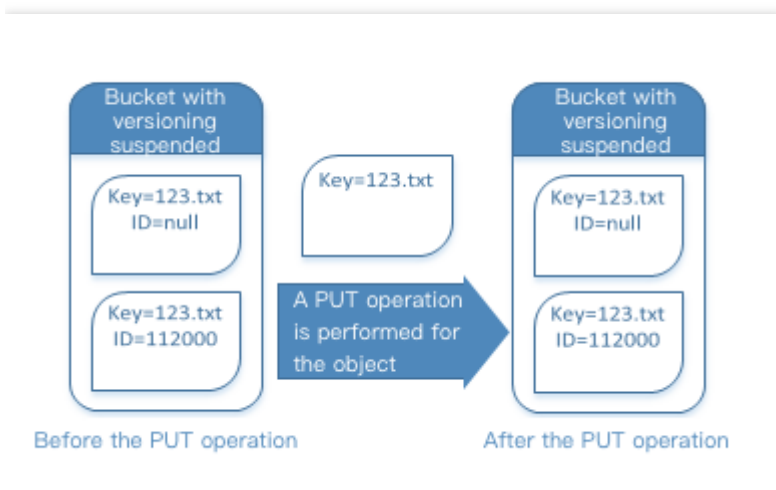 Bucket with
versioning
suspended
Key=123.txt
ID=null
Key=123.txt
ID=112000
Before the PUT operation
Key=123.txt
A PUT operation
is performed for
the object
Bucket with
versioning
suspended
Key=123.txt
ID=null
Key=123.txt
ID=112000
After the PUT operation